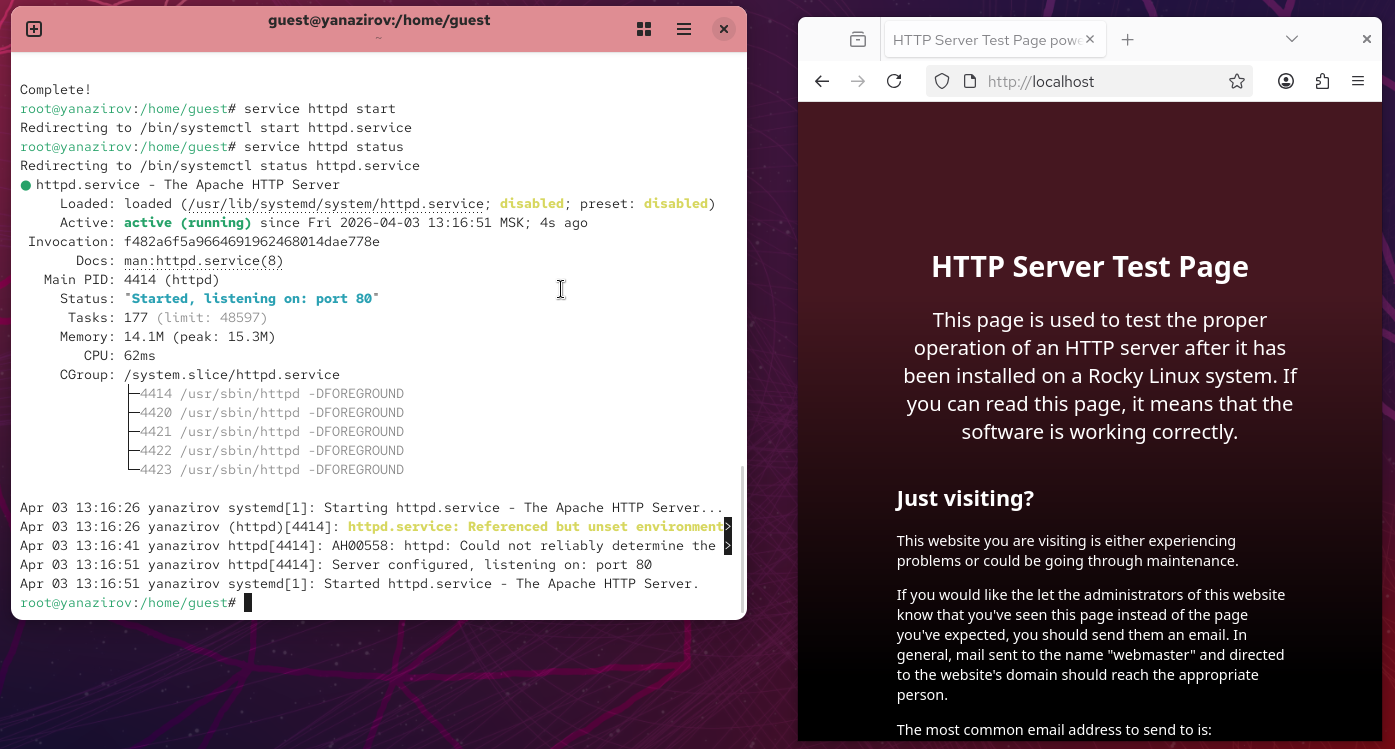 guest@yanazirov:/home/guest
~
Complete!
root@yanazirov:/home/guest# service httpd start
Redirecting to /bin/systemctl start httpd.service
root@yanazirov:/home/guest# service httpd status
Redirecting to /bin/systemctl status httpd.service
● httpd.service - The Apache HTTP Server
Loaded: loaded (/usr/lib/systemd/system/httpd.service; disabled; preset: disabled)
Active: active (running) since Fri 2026-04-03 13:16:51 MSK; 4s ago
Invocation: f482a6f5a9664691962468014dae778e
Docs: man:httpd.service(8)
Main PID: 4414 (httpd)
Status: "Started, listening on: port 80"
Tasks: 177 (limit: 48597)
Memory: 14.1M (peak: 15.3M)
CPU: 62ms
CGroup: /system.slice/httpd.service
├─4414 /usr/sbin/httpd -DFOREGROUND
├─4420 /usr/sbin/httpd -DFOREGROUND
├─4421 /usr/sbin/httpd -DFOREGROUND
├─4422 /usr/sbin/httpd -DFOREGROUND
└─4423 /usr/sbin/httpd -DFOREGROUND
Apr 03 13:16:26 yanazirov systemd[1]: Starting httpd.service - The Apache HTTP Server...
Apr 03 13:16:26 yanazirov (httpd)[4414]: httpd.service: Referenced but unset environment>
Apr 03 13:16:41 yanazirov httpd[4414]: AH00558: httpd: Could not reliably determine the >
Apr 03 13:16:51 yanazirov httpd[4414]: Server configured, listening on: port 80
Apr 03 13:16:51 yanazirov systemd[1]: Started httpd.service - The Apache HTTP Server.
root@yanazirov:/home/guest#
HTTP Server Test Page pow
http://localhost
HTTP Server Test Page
This page is used to test the proper
operation of an HTTP server after it has
been installed on a Rocky Linux system. If
you can read this page, it means that the
software is working correctly.
Just visiting?
This website you are visiting is either experiencing
problems or could be going through maintenance.
If you would like the let the administrators of this website
know that you've seen this page instead of the page
you've expected, you should send them an email. In
general, mail sent to the name "webmaster" and directed
to the website's domain should reach the appropriate
person.
The most common email address to send to is: